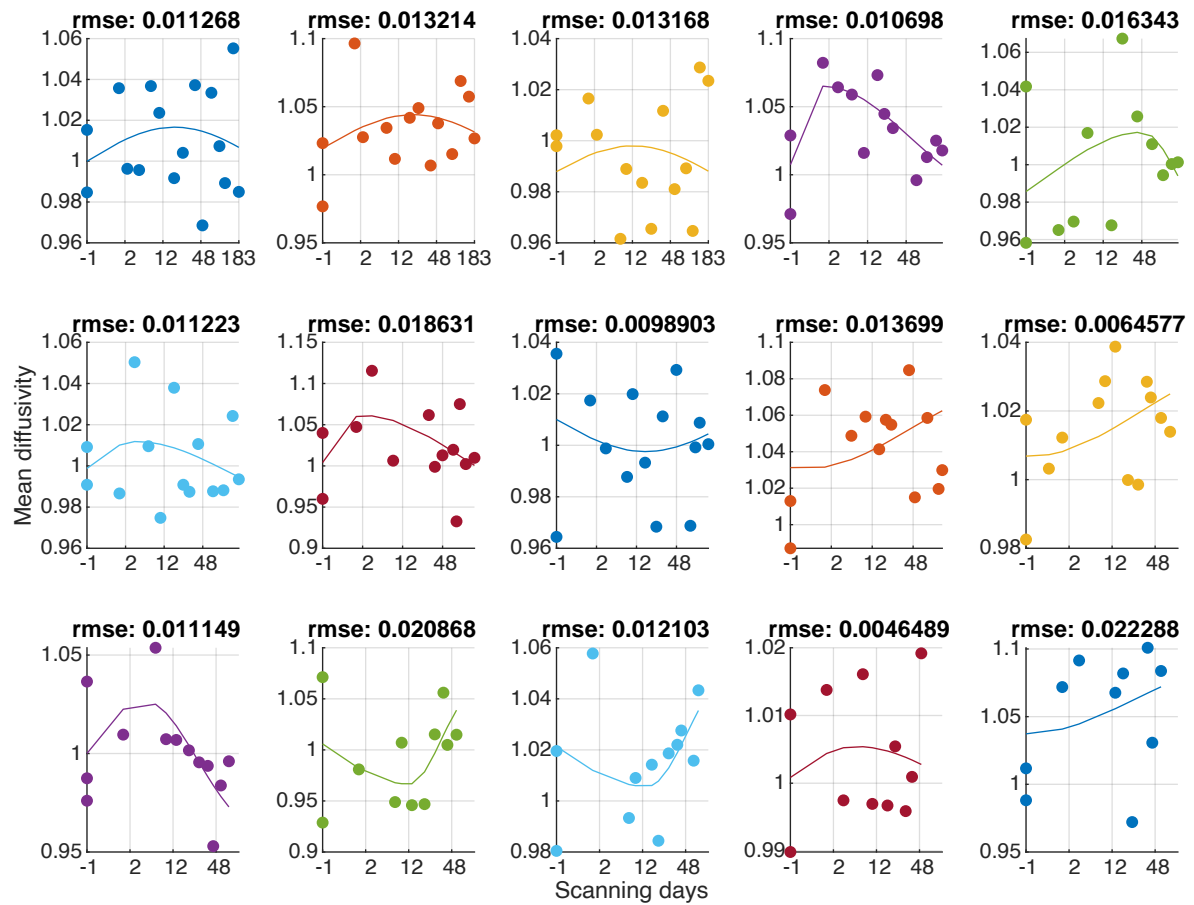 rmse: 0.011268 rmse: 0.013214 rmse: 0.013168 rmse: 0.010698 rmse: 0.016343
1.06 1.1 1.06 1.1 1.06
1.04 1.04 1.04
1.02 1.05 1.02 1.05 1.02
1 1 1 1 1
0.98 0.98 0.98
0.96 0.95 0.96 0.95 0.96
-1 2 12 48 183 -1 2 12 48 183 -1 2 12 48 183 -1 2 12 48 -1 2 12 48
rmse: 0.011223 rmse: 0.018631 rmse: 0.0098903 rmse: 0.013699 rmse: 0.0064577
Mean diffusivity
1.06 1.15 1.04 1.1 1.04
1.04 1.1 1.02 1.08 1.02
1.02 1.05 1 1.06 1
1 1 0.98 1.04 0.98
0.98 0.95 0.96 1.02
0.96 0.9 1
-1 2 12 48 -1 2 12 48 -1 2 12 48 -1 2 12 48 -1 2 12 48
rmse: 0.011149 rmse: 0.020868 rmse: 0.012103 rmse: 0.0046489 rmse: 0.022288
1.05 1.1 1.06 1.02 1.1
1.05 1.04
1 1 1.02 1.01 1.05
0.95 1 1 1
0.95 0.9 0.98 0.99 0.95
-1 2 12 48 -1 2 12 48 -1 2 12 48 -1 2 12 48 -1 2 12 48
Scanning days